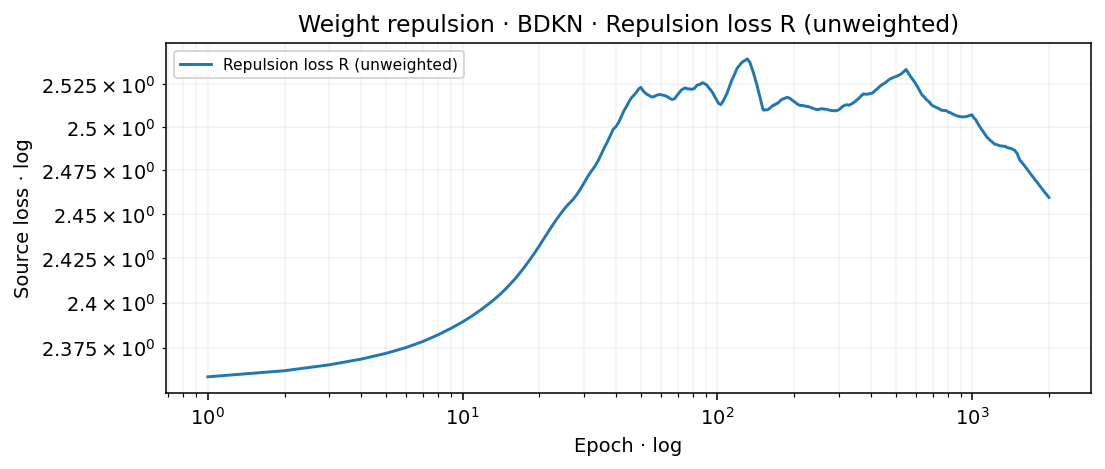 Weight repulsion · BDKN · Repulsion loss R (unweighted)
Repulsion loss R (unweighted)
Source loss · log
2.525 × 10⁰
2.5 × 10⁰
2.475 × 10⁰
2.45 × 10⁰
2.425 × 10⁰
2.4 × 10⁰
2.375 × 10⁰
10⁰ 10¹ 10² 10³
Epoch · log